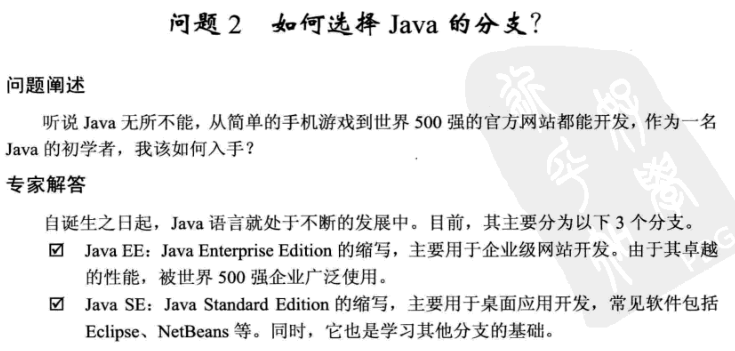 问题 2 如何选择 Java 的分支？
问题阐述
听说 Java 无所不能，从简单的手机游戏到世界 500 强的官方网站都能开发，作为一名
Java 的初学者，我该如何入手？
专家解答
自诞生之日起，Java 语言就处于不断的发展中。目前，其主要分为以下 3 个分支。
Java EE：Java Enterprise Edition 的缩写，主要用于企业级网站开发。由于其卓越
的性能，被世界 500 强企业广泛使用。
Java SE：Java Standard Edition 的缩写，主要用于桌面应用开发，常见软件包括
Eclipse、NetBeans 等。同时，它也是学习其他分支的基础。